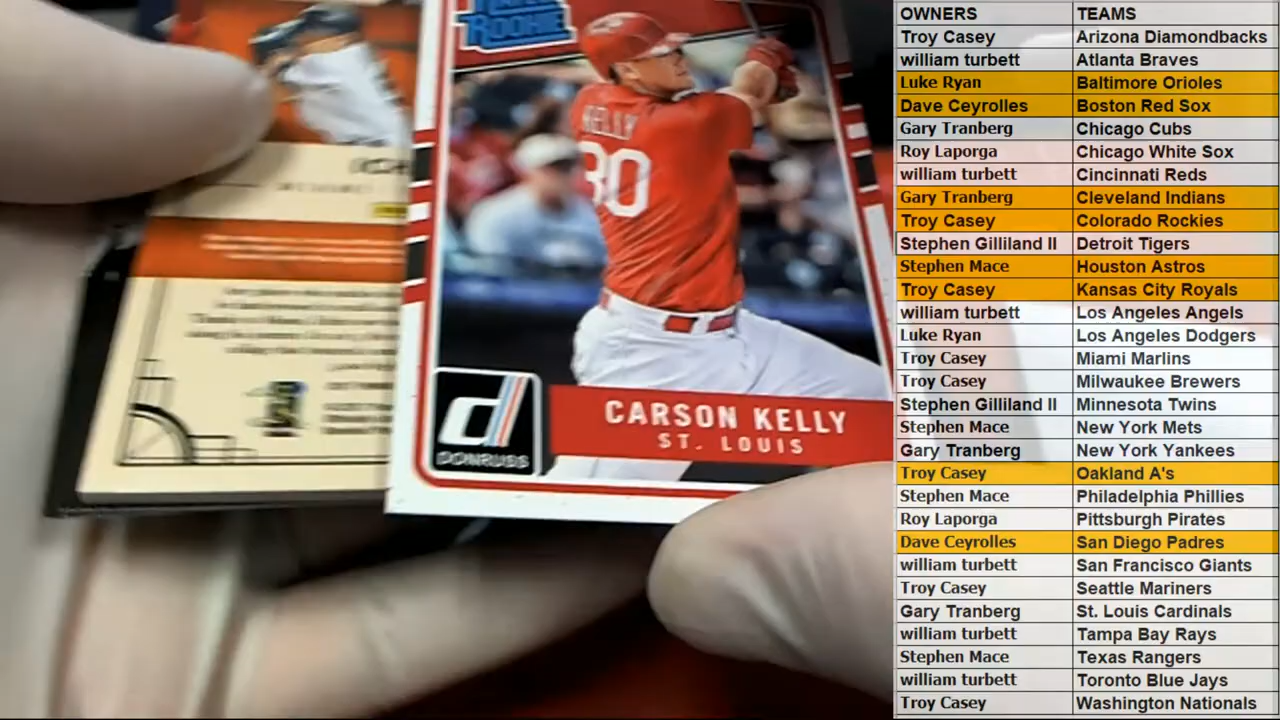 ROOKIE
KELLY
30
CARSON KELLY
ST. LOUIS
DONRUSS
OWNERS TEAMS
Troy Casey Arizona Diamondbacks
william turbett Atlanta Braves
Luke Ryan Baltimore Orioles
Dave Ceyrolles Boston Red Sox
Gary Tranberg Chicago Cubs
Roy Laporga Chicago White Sox
william turbett Cincinnati Reds
Gary Tranberg Cleveland Indians
Troy Casey Colorado Rockies
Stephen Gilliland II Detroit Tigers
Stephen Mace Houston Astros
Troy Casey Kansas City Royals
william turbett Los Angeles Angels
Luke Ryan Los Angeles Dodgers
Troy Casey Miami Marlins
Troy Casey Milwaukee Brewers
Stephen Gilliland II Minnesota Twins
Stephen Mace New York Mets
Gary Tranberg New York Yankees
Troy Casey Oakland A's
Stephen Mace Philadelphia Phillies
Roy Laporga Pittsburgh Pirates
Dave Ceyrolles San Diego Padres
william turbett San Francisco Giants
Troy Casey Seattle Mariners
Gary Tranberg St. Louis Cardinals
william turbett Tampa Bay Rays
Stephen Mace Texas Rangers
william turbett Toronto Blue Jays
Troy Casey Washington Nationals